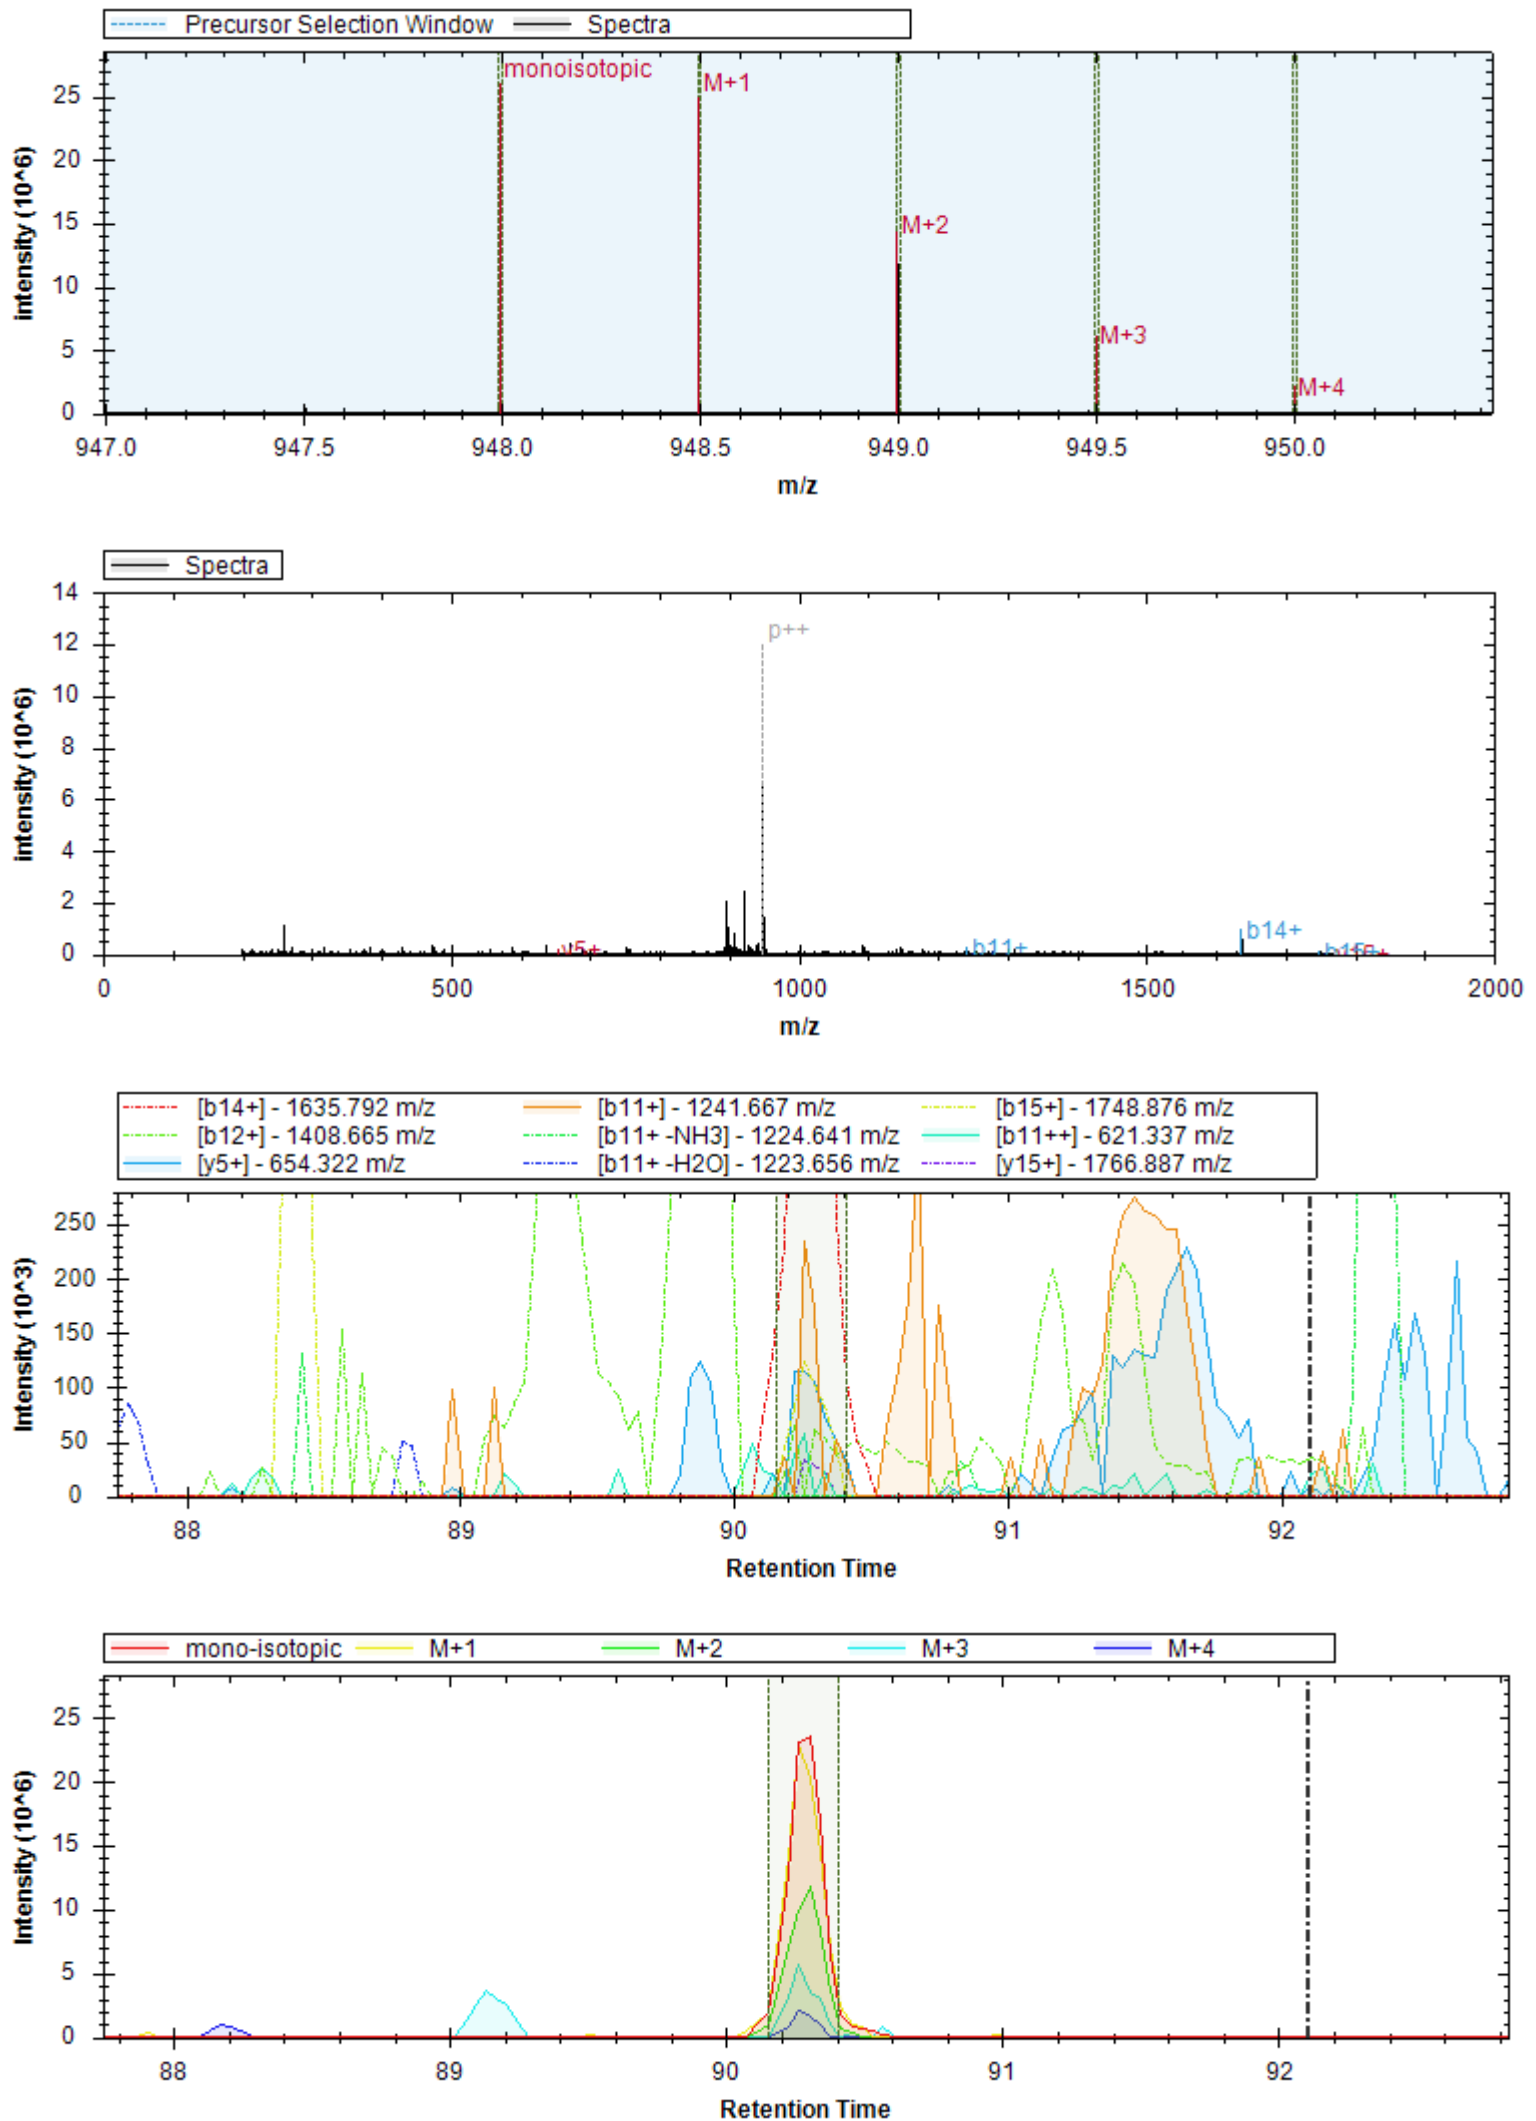 Precursor Selection Window Spectra
monoisotopic
M+1
M+2
M+3
M+4
intensity (10^6)
25
20
15
10
5
0
947.0 947.5 948.0 948.5 949.0 949.5 950.0
m/z
Spectra
p++
y5+
b11+
b14+
intensity (10^6)
14
12
10
8
6
4
2
0
0 500 1000 1500 2000
m/z
[b14+] - 1635.792 m/z [b11+] - 1241.667 m/z [b15+] - 1748.876 m/z
[b12+] - 1408.665 m/z [b11+ -NH3] - 1224.641 m/z [b11++] - 621.337 m/z
[y5+] - 654.322 m/z [b11+ -H2O] - 1223.656 m/z [y15+] - 1766.887 m/z
Intensity (10^3)
250
200
150
100
50
0
88 89 90 91 92
Retention Time
mono-isotopic M+1 M+2 M+3 M+4
Intensity (10^6)
25
20
15
10
5
0
88 89 90 91 92
Retention Time